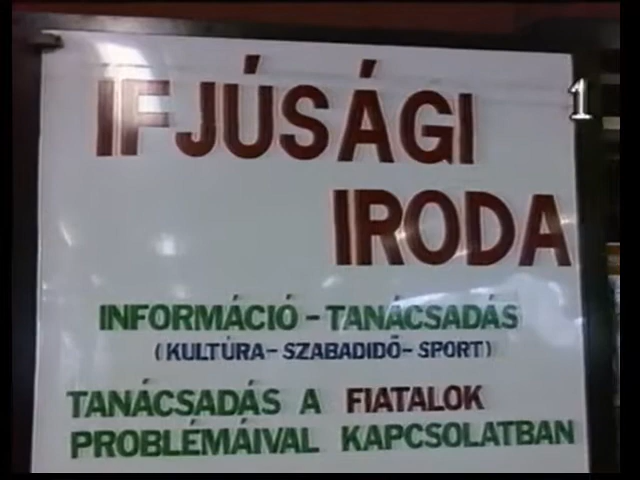 IFJÚSÁGI
1
IRODA
INFORMÁCIÓ - TANÁCSADÁS
(KULTÚRA - SZABADIDŐ - SPORT)
TANÁCSADÁS A FIATALOK
PROBLÉMÁIVAL KAPCSOLATBAN